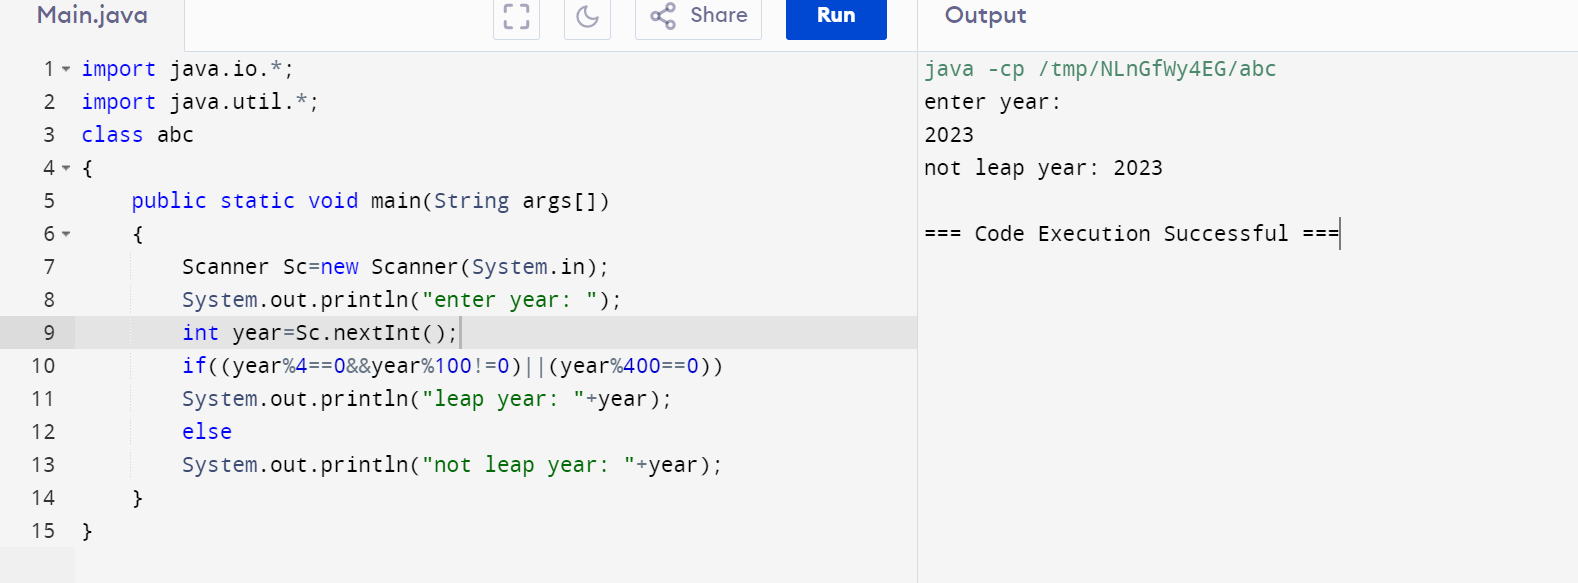 Main.java
Share
Run
Output
1 import java.io.*;
2 import java.util.*;
3 class abc
4 {
5 public static void main(String args[])
6 {
7 Scanner Sc=new Scanner(System.in);
8 System.out.println("enter year: ");
9 int year=Sc.nextInt();
10 if((year%4==0&&year%100!=0)||(year%400==0))
11 System.out.println("leap year: "+year);
12 else
13 System.out.println("not leap year: "+year);
14 }
15 }
java -cp /tmp/NLnGfWy4EG/abc
enter year:
2023
not leap year: 2023
=== Code Execution Successful ===